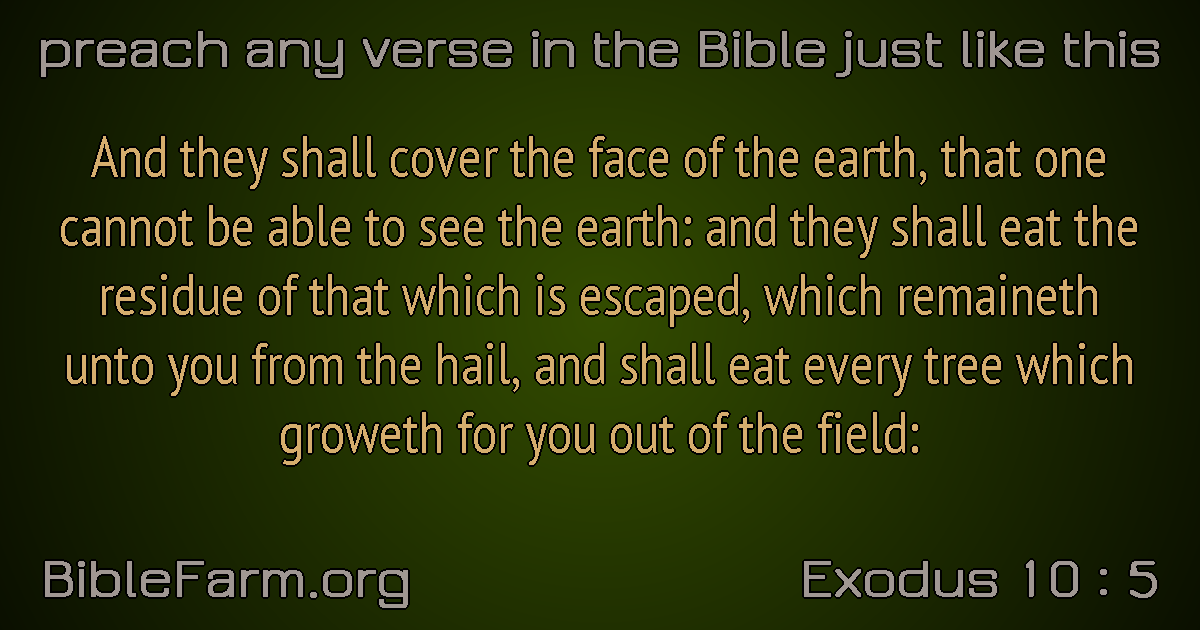 preach any verse in the Bible just like this
And they shall cover the face of the earth, that one
cannot be able to see the earth: and they shall eat the
residue of that which is escaped, which remaineth
unto you from the hail, and shall eat every tree which
groweth for you out of the field:
BibleFarm.org
Exodus 10 : 5